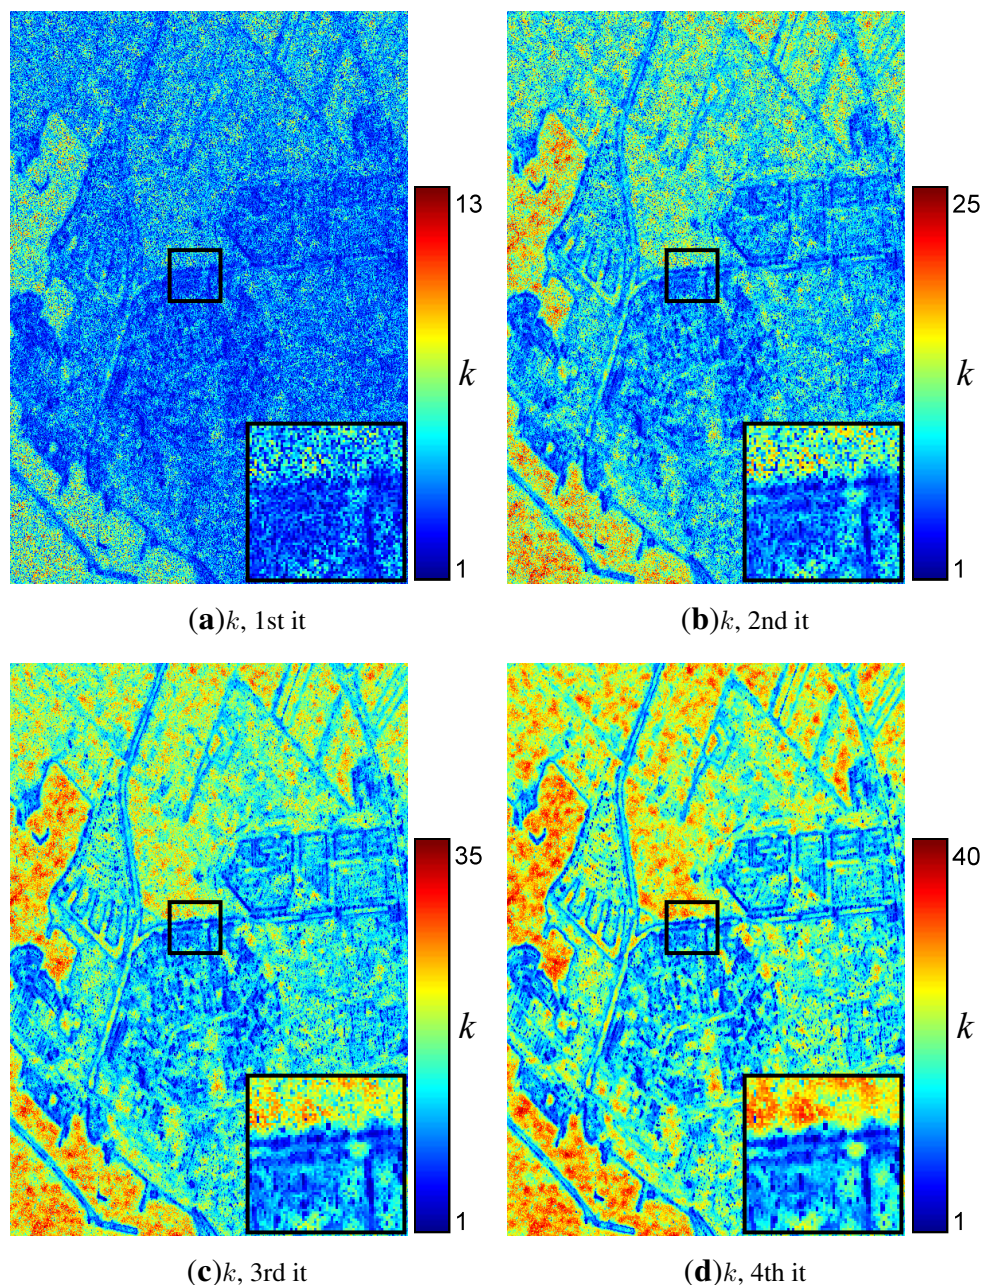 13
k
1
(a)k, 1st it
25
k
1
(b)k, 2nd it
35
k
1
(c)k, 3rd it
40
k
1
(d)k, 4th it